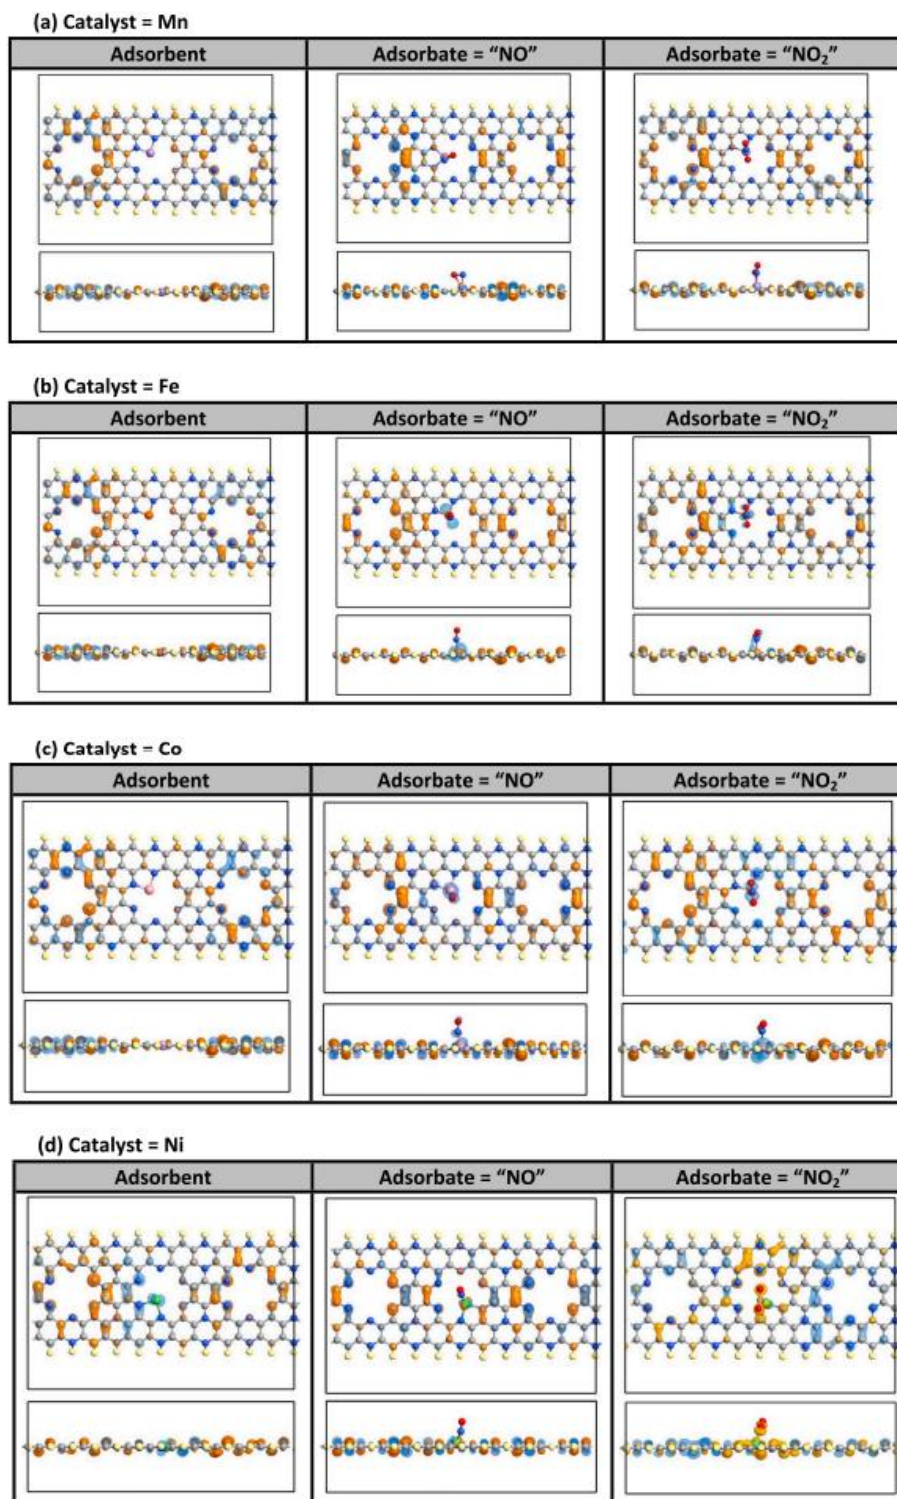 (a) Catalyst = Mn
Adsorbent Adsorbate = “NO” Adsorbate = “NO₂”
(b) Catalyst = Fe
Adsorbent Adsorbate = “NO” Adsorbate = “NO₂”
(c) Catalyst = Co
Adsorbent Adsorbate = “NO” Adsorbate = “NO₂”
(d) Catalyst = Ni
Adsorbent Adsorbate = “NO” Adsorbate = “NO₂”